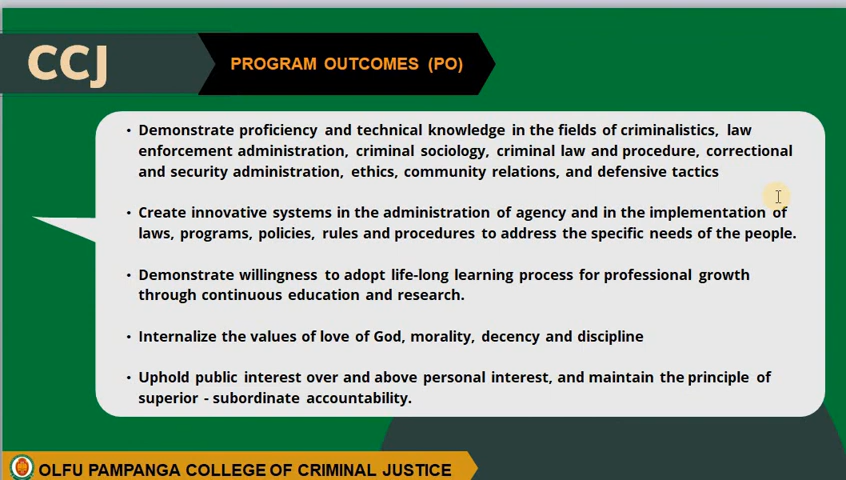 CCJ
PROGRAM OUTCOMES (PO)
• Demonstrate proficiency and technical knowledge in the fields of criminalistics, law
enforcement administration, criminal sociology, criminal law and procedure, correctional
and security administration, ethics, community relations, and defensive tactics
• Create innovative systems in the administration of agency and in the implementation of
laws, programs, policies, rules and procedures to address the specific needs of the people.
• Demonstrate willingness to adopt life-long learning process for professional growth
through continuous education and research.
• Internalize the values of love of God, morality, decency and discipline
• Uphold public interest over and above personal interest, and maintain the principle of
superior - subordinate accountability.
OLFU PAMPANGA COLLEGE OF CRIMINAL JUSTICE